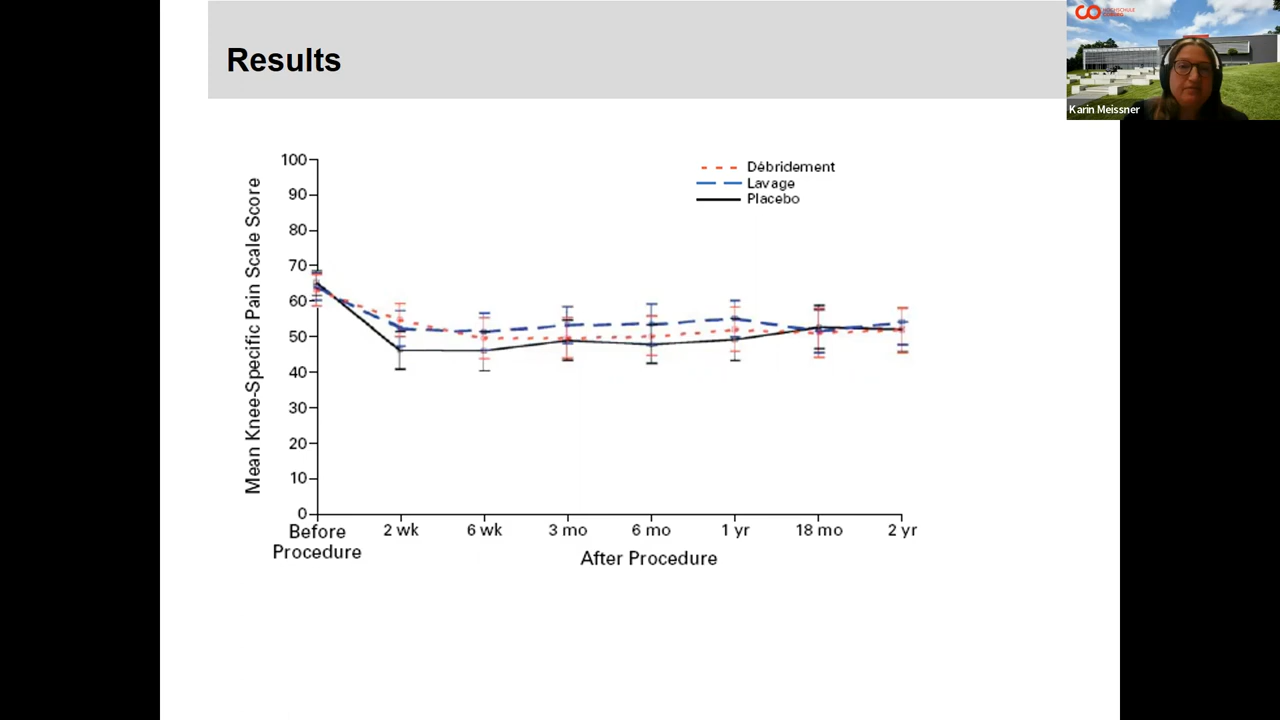 Results
CO HOCHSCHULE
Karin Meissner
Débridement
Lavage
Placebo
Mean Knee-Specific Pain Scale Score
100
90
80
70
60
50
40
30
20
10
0
Before
Procedure
2 wk
6 wk
3 mo
6 mo
1 yr
18 mo
2 yr
After Procedure